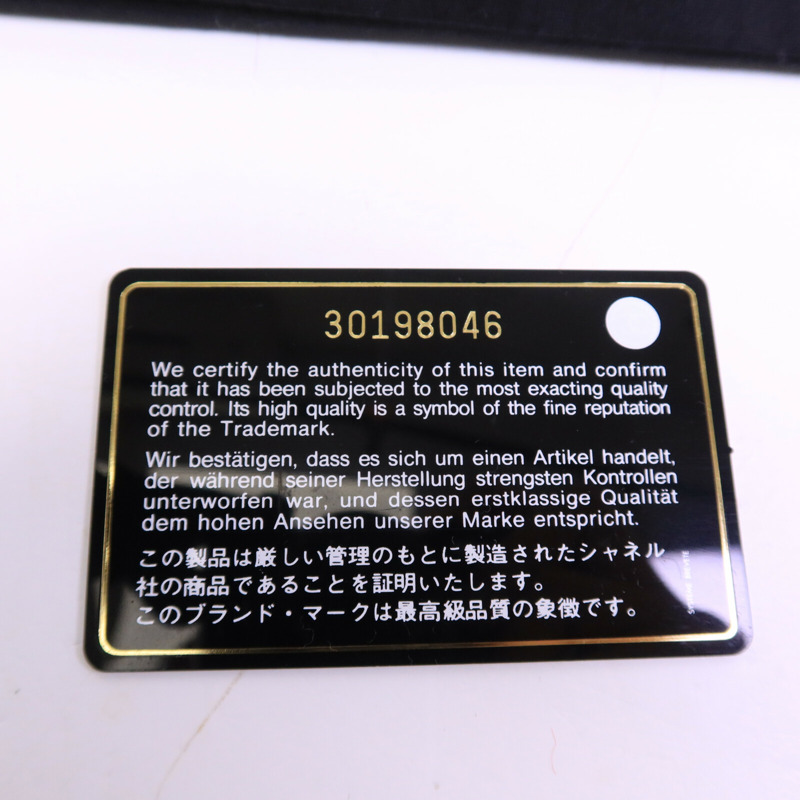 30198046
We certify the authenticity of this item and confirm
that it has been subjected to the most exacting quality
control. Its high quality is a symbol of the fine reputation
of the Trademark.
Wir bestätigen, dass es sich um einen Artikel handelt,
der während seiner Herstellung strengsten Kontrollen
unterworfen war, und dessen erstklassige Qualität
dem hohen Ansehen unserer Marke entspricht.
この製品は厳しい管理のもとに製造されたシャネル
社の商品であることを証明いたします。
このブランド・マークは最高級品質の象徴です。